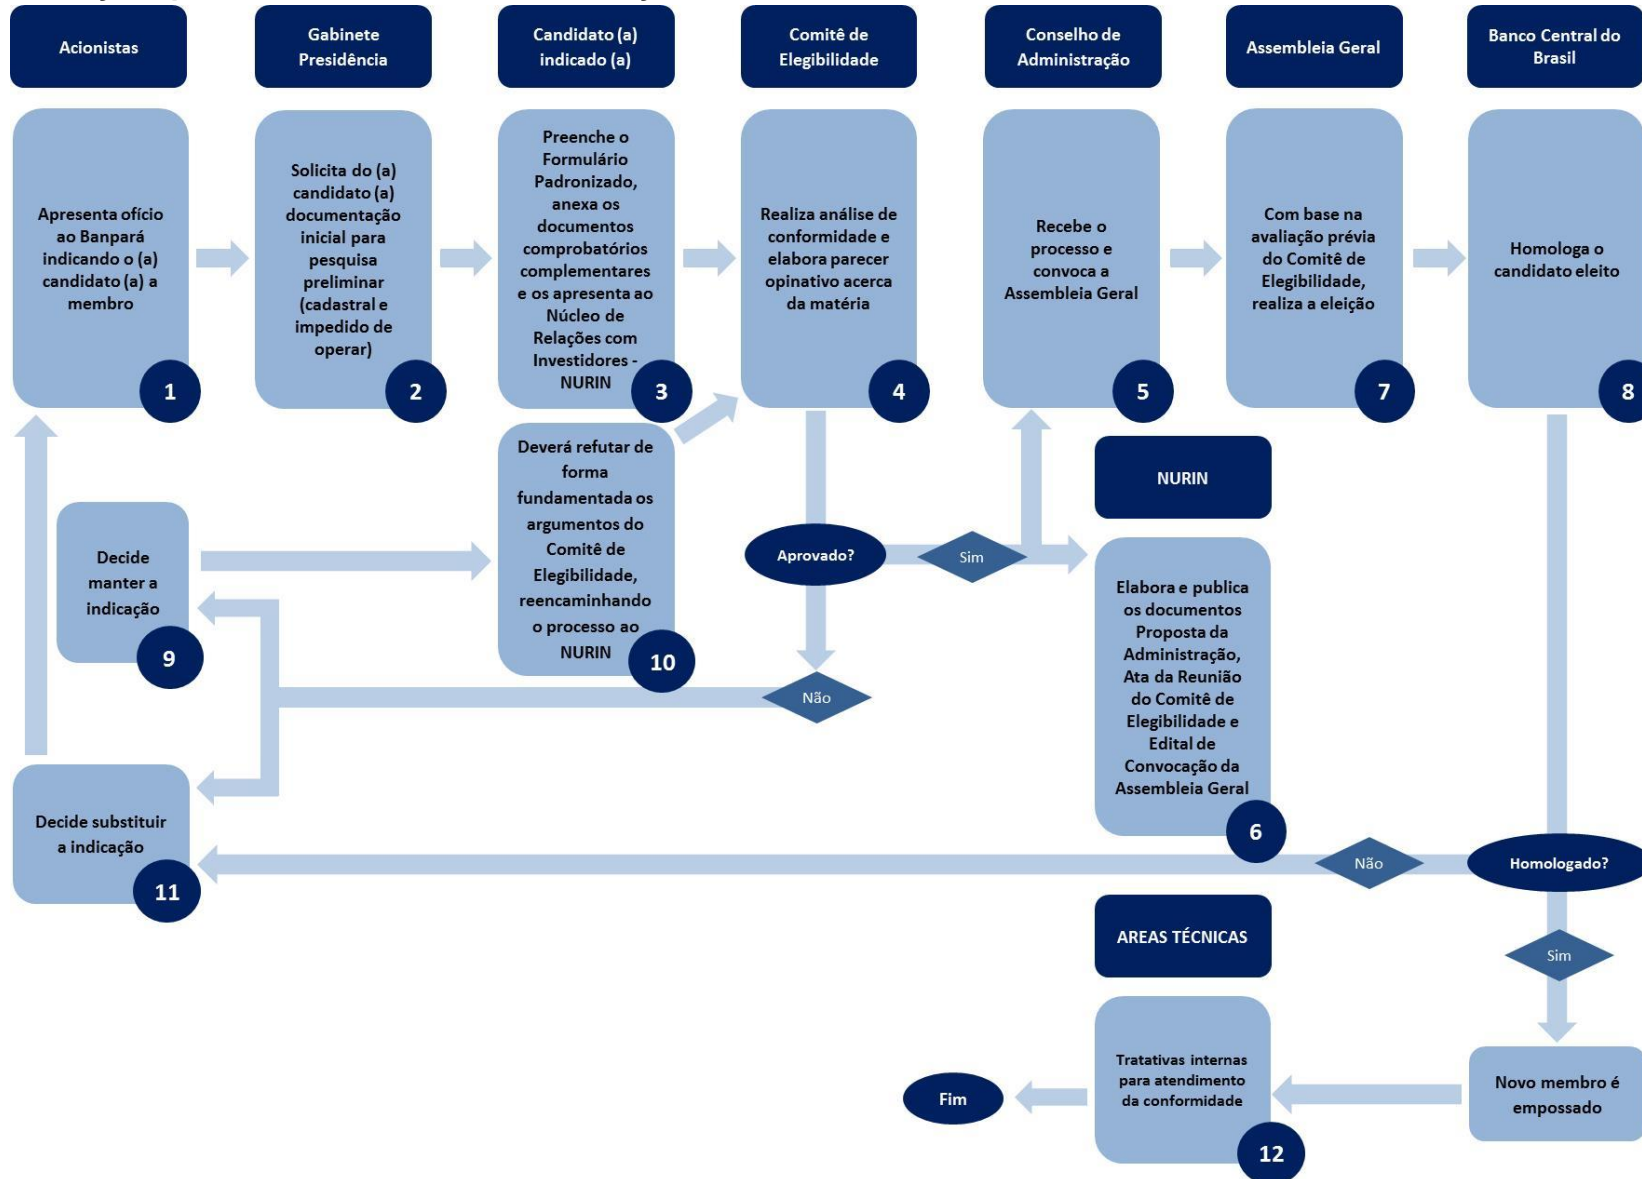 Acionistas
Gabinete
Presidência
Candidato (a)
indicado (a)
Comitê de
Elegibilidade
Conselho de
Administração
Assembleia Geral
Banco Central do
Brasil
Apresenta ofício
ao Banpará
indicando o (a)
candidato (a) a
membro
1
Solicita do (a)
candidato (a)
documentação
inicial para
pesquisa
preliminar
(cadastral e
impedido de
operar)
2
Preenche o
Formulário
Padronizado,
anexa os
documentos
comprobatórios
complementares
e os apresenta ao
Núcleo de
Relações com
Investidores -
NURIN
3
Realiza análise de
conformidade e
elabora parecer
opinativo acerca
da matéria
4
Recebe o
processo e
convoca a
Assembleia Geral
5
Com base na
avaliação prévia
do Comitê de
Elegibilidade,
realiza a eleição
7
Homologa o
candidato eleito
8
Decide
manter a
indicação
9
Deverá refutar de
forma
fundamentada os
argumentos do
Comitê de
Elegibilidade,
reencaminhando
o processo ao
NURIN
10
Aprovado?
Sim
Não
NURIN
Elabora e publica
os documentos
Proposta da
Administração,
Ata da Reunião
do Comitê de
Elegibilidade e
Edital de
Convocação da
Assembleia Geral
6
Decide substituir
a indicação
11
Não
Homologado?
Sim
AREAS TÉCNICAS
Tratativas internas
para atendimento
da conformidade
12
Novo membro é
empossado
Fim